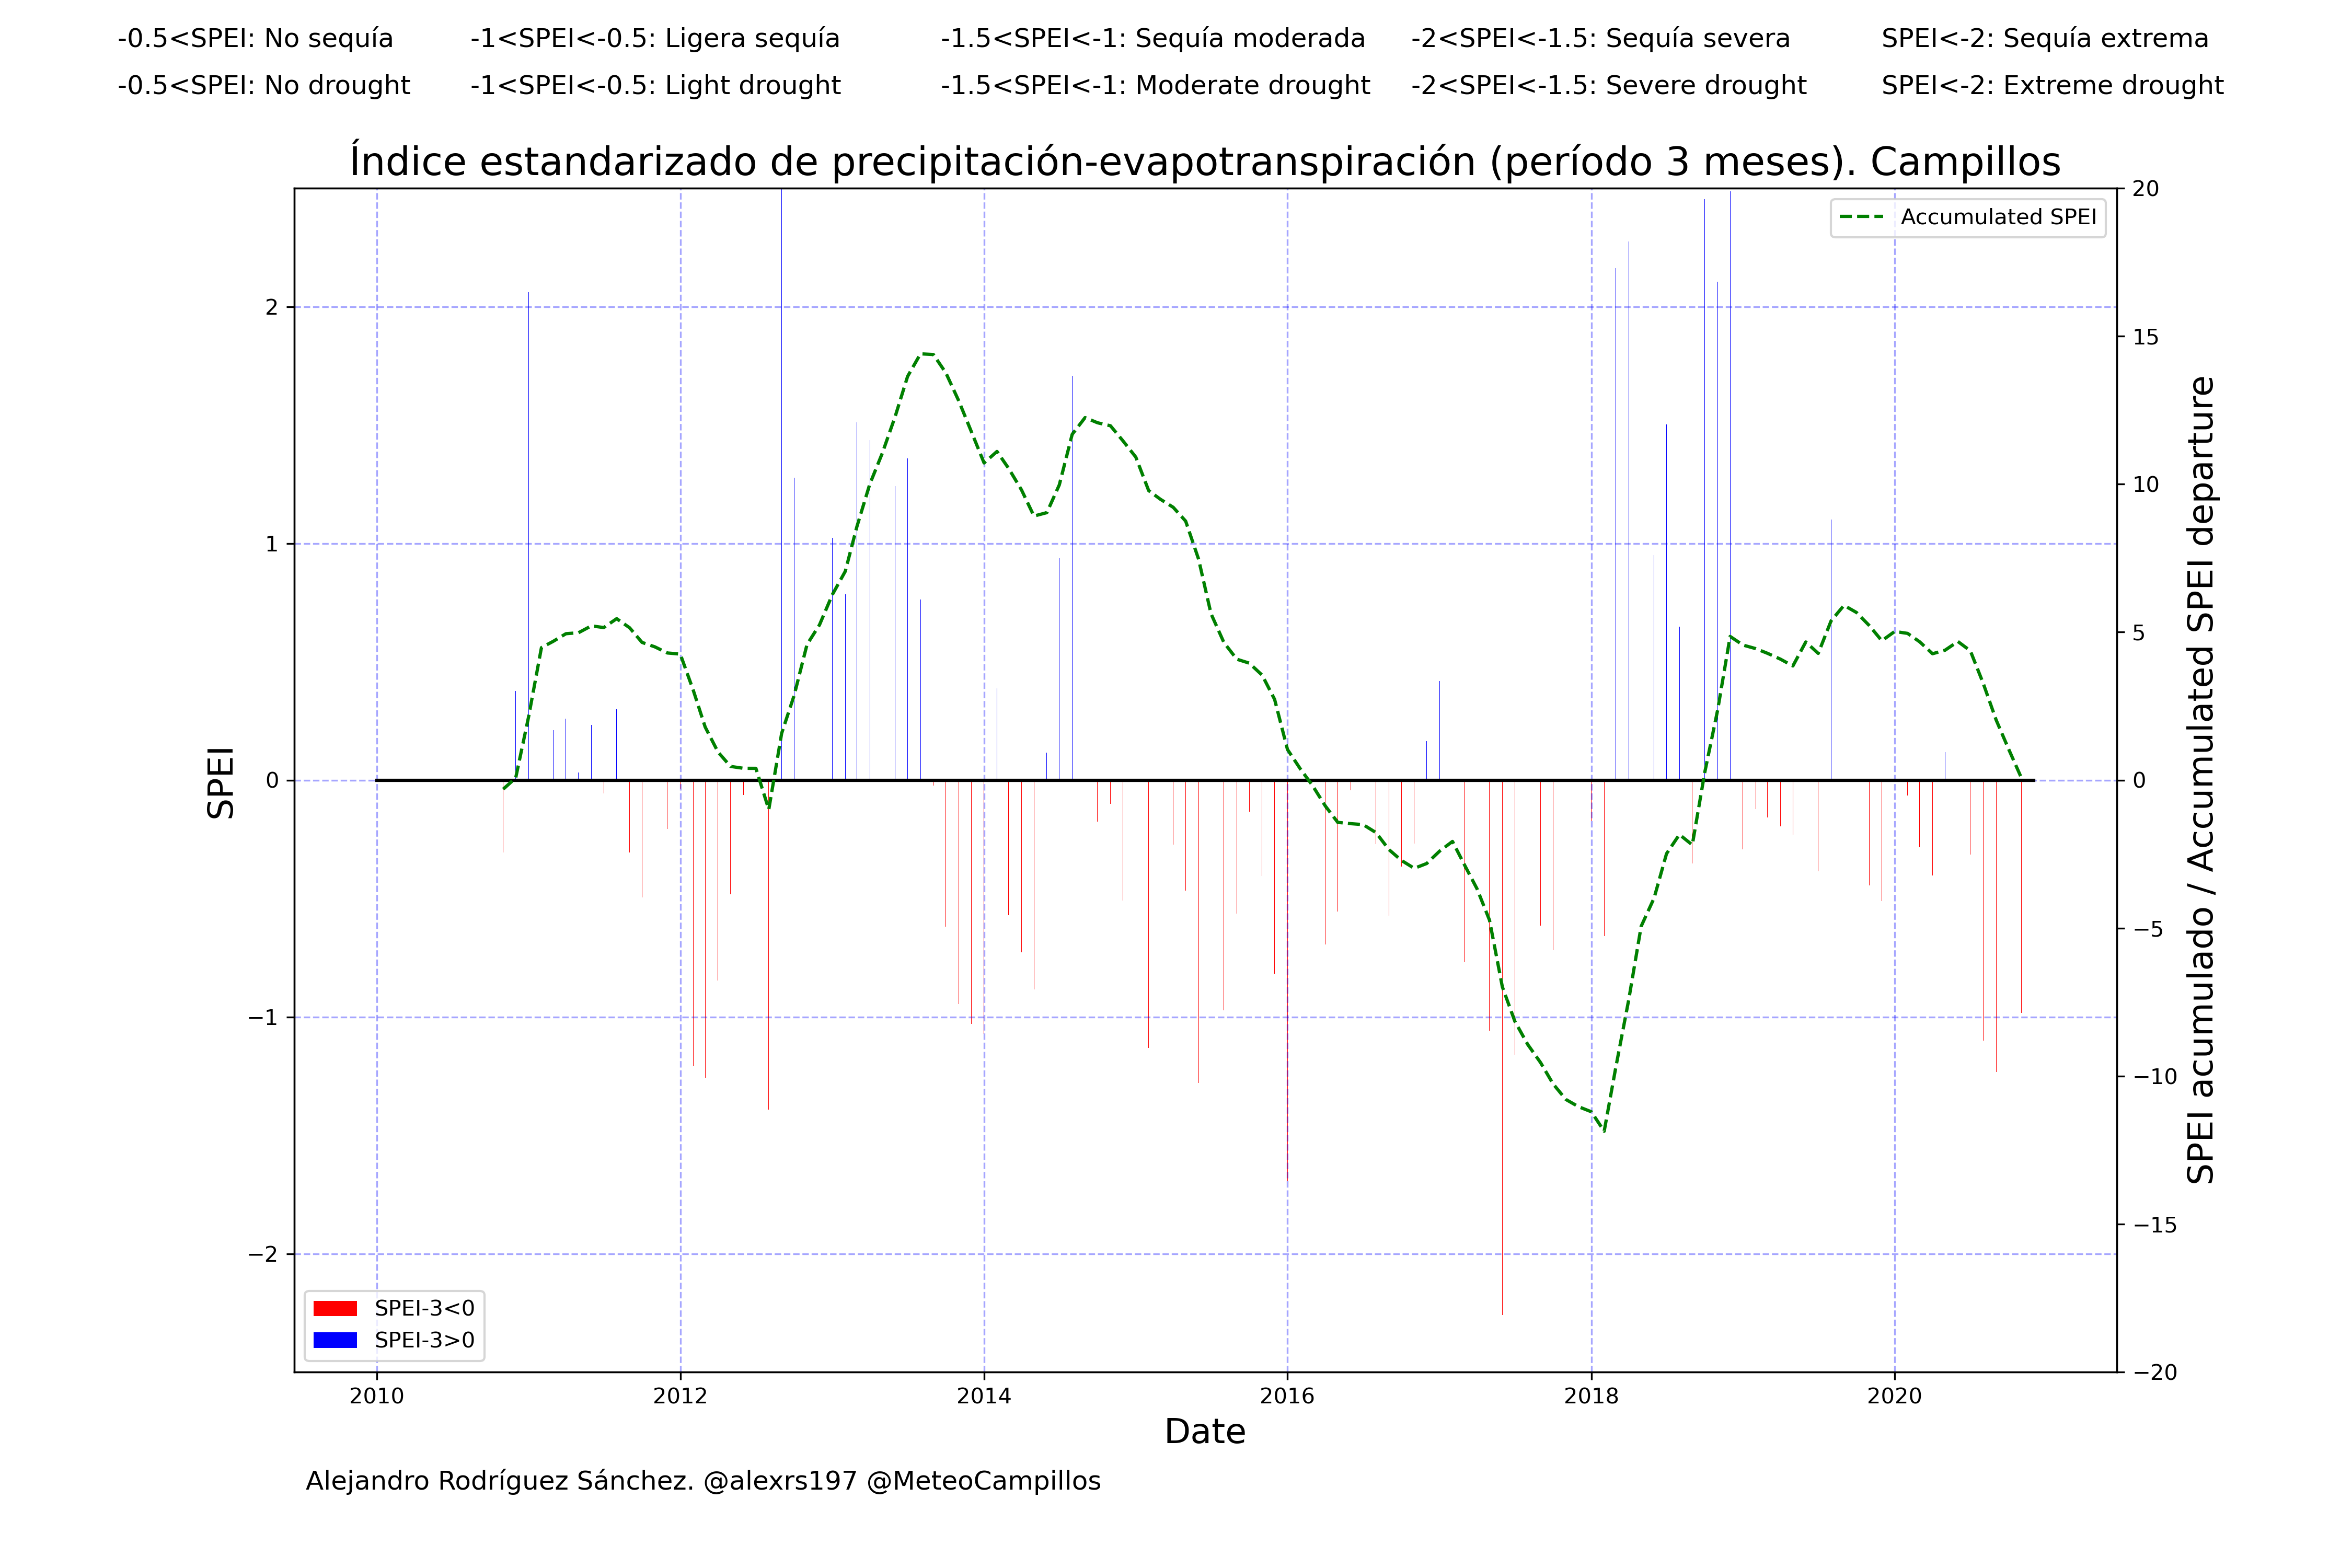 -0.5<SPEI: No sequía -1<SPEI<-0.5: Ligera sequía -1.5<SPEI<-1: Sequía moderada -2<SPEI<-1.5: Sequía severa SPEI<-2: Sequía extrema
-0.5<SPEI: No drought -1<SPEI<-0.5: Light drought -1.5<SPEI<-1: Moderate drought -2<SPEI<-1.5: Severe drought SPEI<-2: Extreme drought
Índice estandarizado de precipitación-evapotranspiración (período 3 meses). Campillos
Accumulated SPEI
SPEI
2
1
0
−1
−2
20
15
10
5
0
−5
−10
−15
−20
SPEI acumulado / Accumulated SPEI departure
SPEI-3<0
SPEI-3>0
2010 2012 2014 2016 2018 2020
Date
Alejandro Rodríguez Sánchez. @alexrs197 @MeteoCampillos